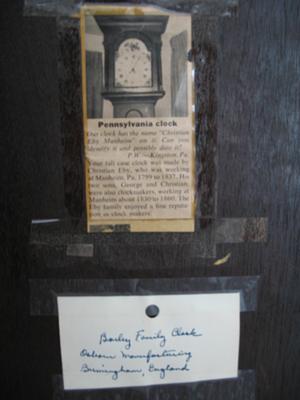 Pennsylvania clock
Our clock has the name "Christian
Eby Manheim" on it. Can you
identify it and possibly date it?
P.W. — Kingston, Pa.
Your tall case clock was made by
Christian Eby, who was working
at Manheim, Pa, 1799 to 1837. His
two sons, George and Christian,
were also clockmakers, working at
Manheim about 1830 to 1860. The
Eby family enjoyed a fine reputa-
tion as clock makers.
Family Clock
Osborn Manufacturing
Birmingham, England